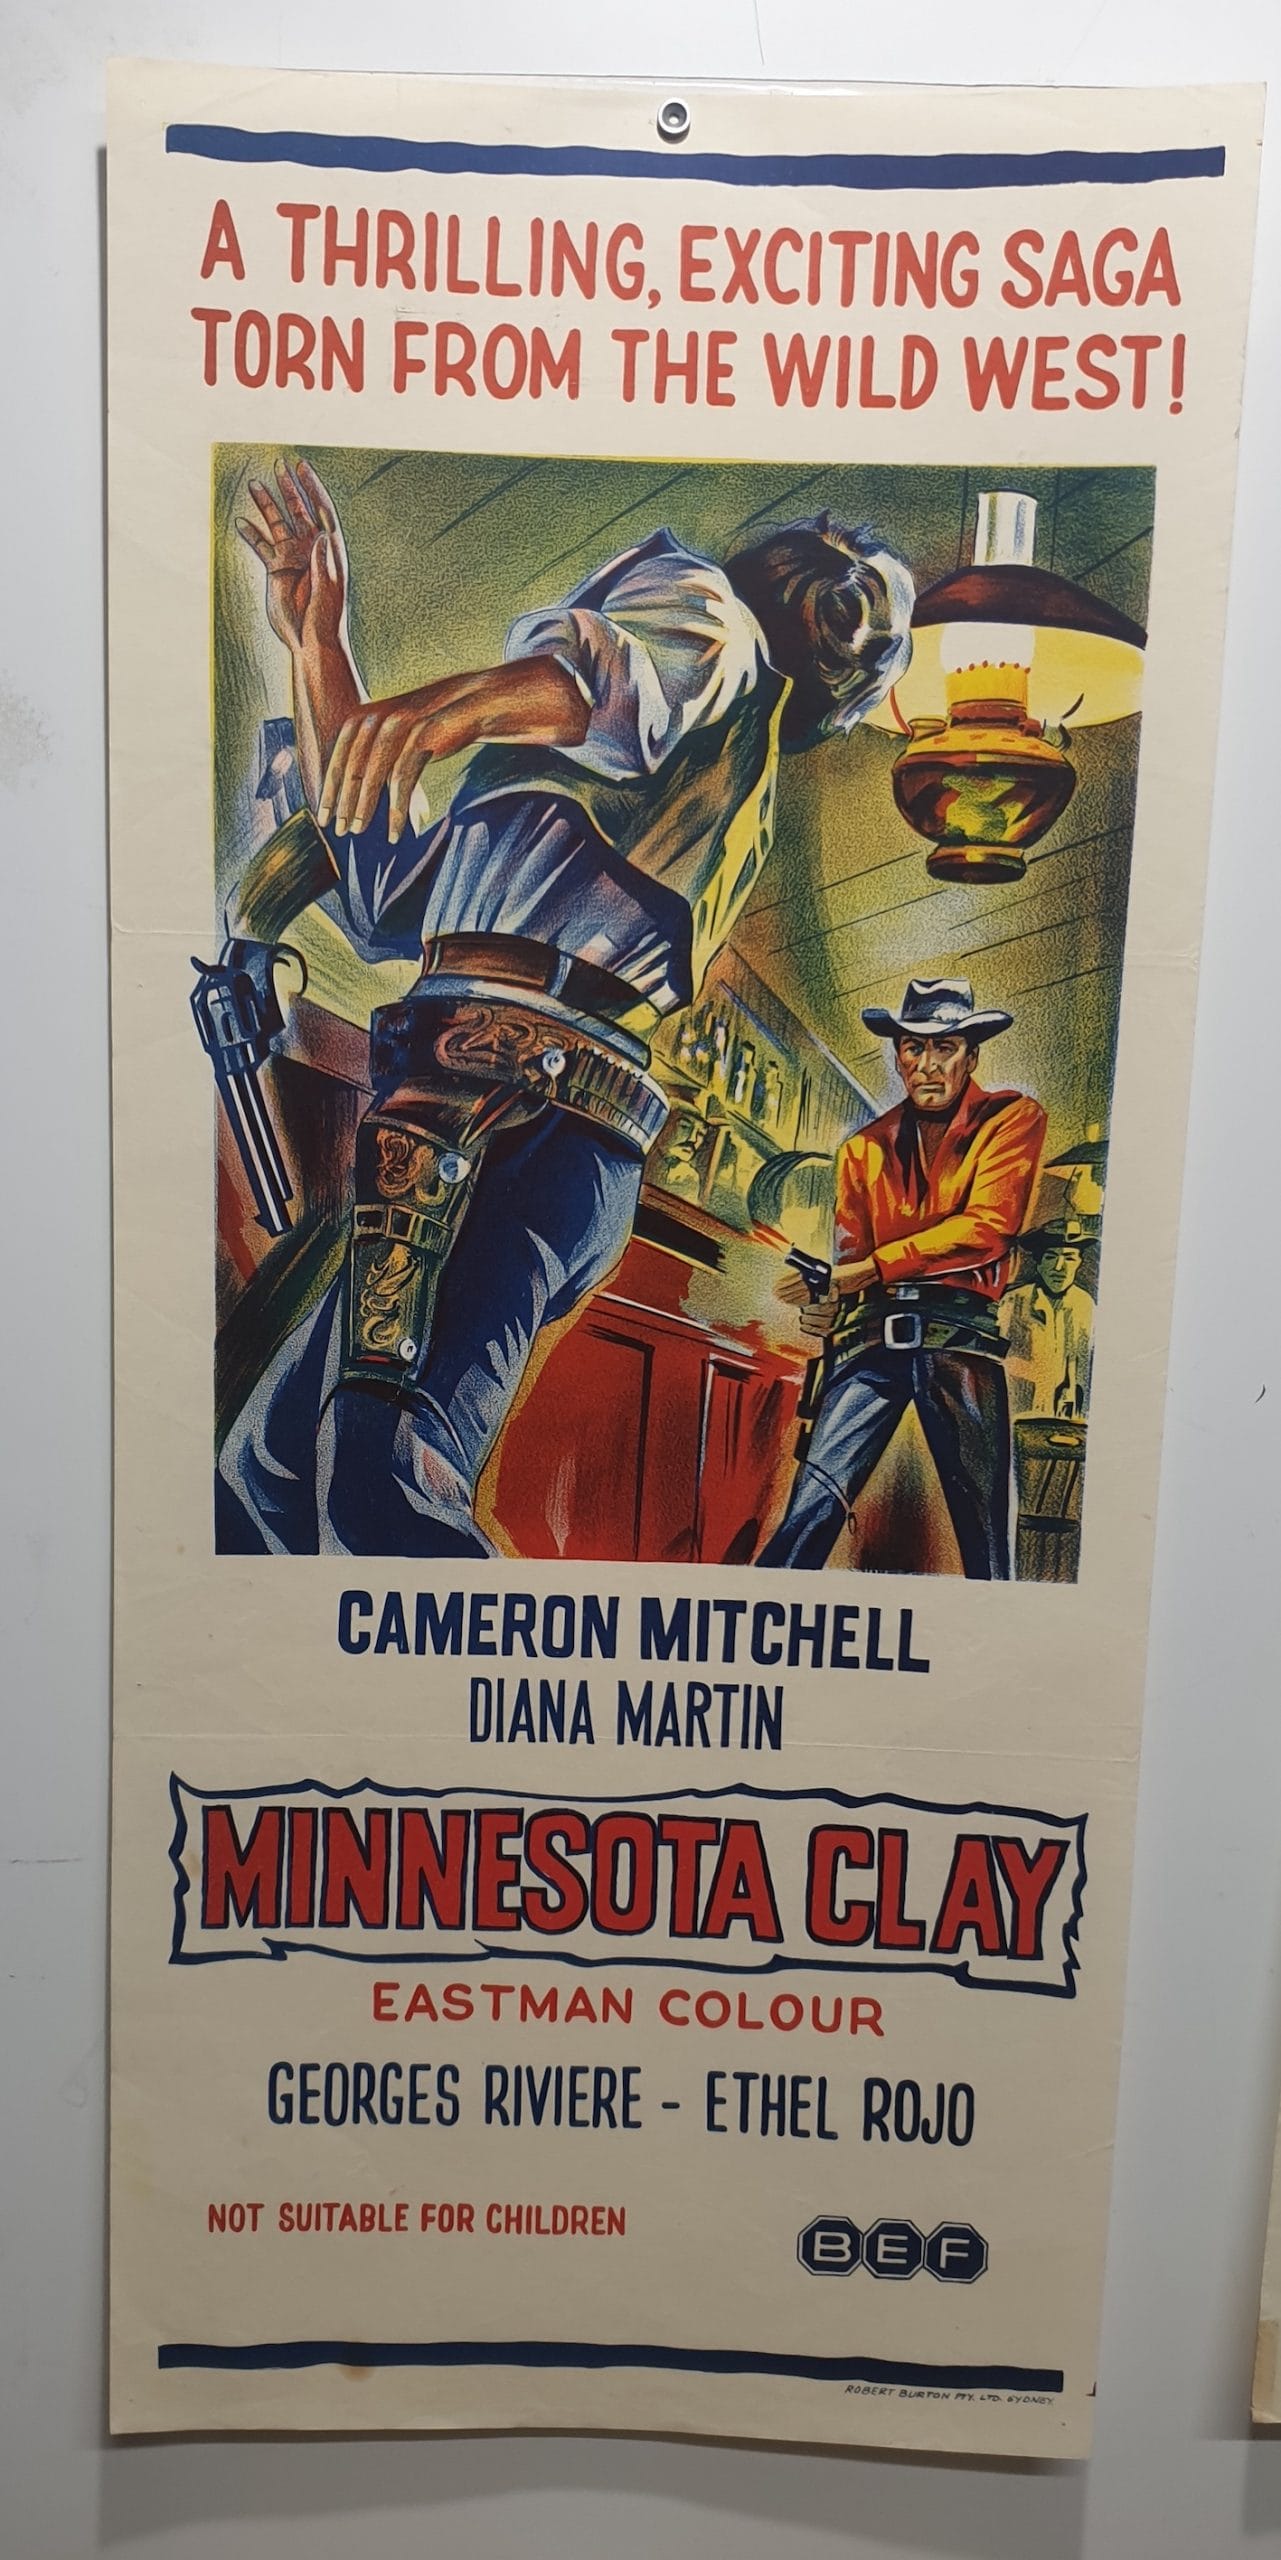 A THRILLING, EXCITING SAGA
TORN FROM THE WILD WEST!
CAMERON MITCHELL
DIANA MARTIN
MINNESOTA CLAY
EASTMAN COLOUR
GEORGES RIVIERE - ETHEL ROJO
NOT SUITABLE FOR CHILDREN
BEF
ROBERT BURTON PTY. LTD. SYDNEY.